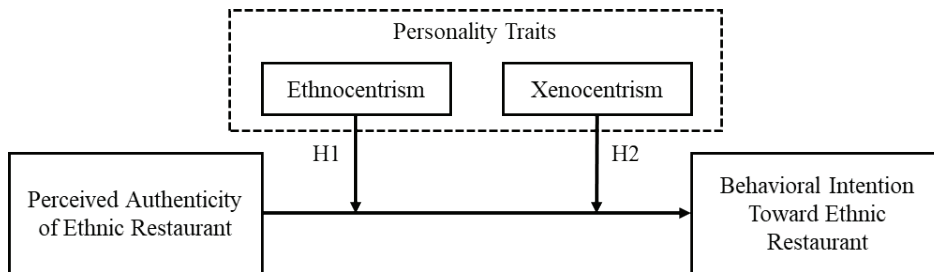 Personality Traits
Ethnocentrism
Xenocentrism
H1
H2
Perceived Authenticity
of Ethnic Restaurant
Behavioral Intention
Toward Ethnic
Restaurant